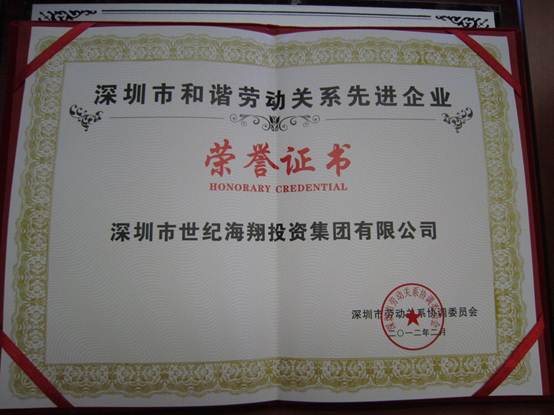 深圳市和谐劳动关系先进企业
荣誉证书
HONORARY CREDENTIAL
深圳市世纪海翔投资集团有限公司
深圳市劳动关系协调委员会
二〇一二年二月